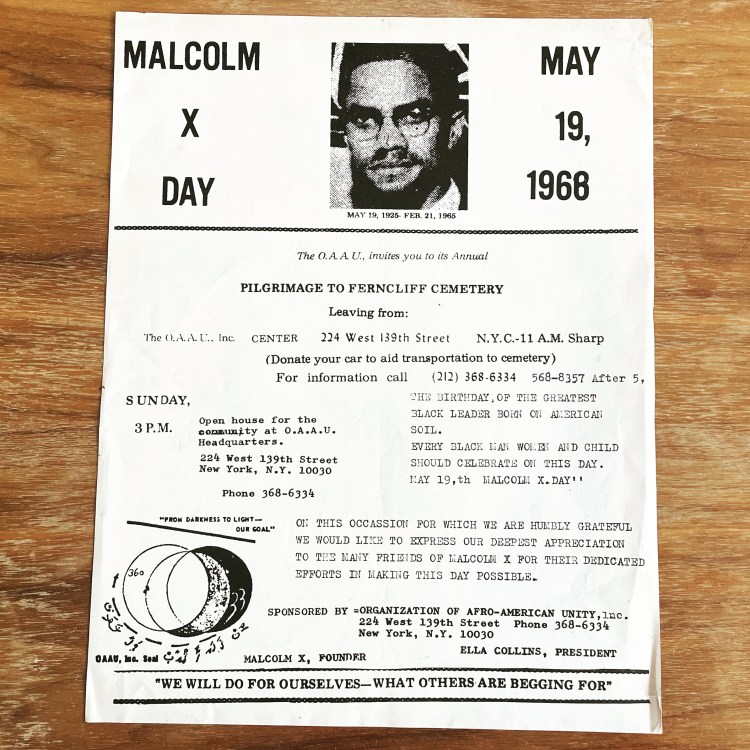 MALCOLM
X
DAY
MAY
19,
1968
MAY 19, 1925- FEB. 21, 1965
The O.A.A.U., invites you to its Annual
PILGRIMAGE TO FERNCLIFF CEMETERY
Leaving from:
The O.A.A.U., Inc. CENTER 224 West 139th Street N.Y.C.-11 A.M. Sharp
(Donate your car to aid transportation to cemetery)
For information call (212) 368-6334 568-8357 After 5,
SUNDAY,
3 P.M.
Open house for the
community at O.A.A.U.
Headquarters.
224 West 139th Street
New York, N.Y. 10030
Phone 368-6334
THE BIRTHDAY,OF THE GREATEST
BLACK LEADER BORN ON AMERICAN
SOIL.
EVERY BLACK MAN WOMEN AND CHILD
SHOULD CELEBRATE ON THIS DAY.
MAY 19,th MALCOLM X.DAY''
"FROM DARKNESS TO LIGHT—
OUR GOAL"
360
33
OAAU, Inc. Seal
ON THIS OCCASSION FOR WHICH WE ARE HUMBLY GRATEFUL
WE WOULD LIKE TO EXPRESS OUR DEEPEST APPRECIATION
TO THE MANY FRIENDS OF MALCOLM X FOR THEIR DEDICATED
EFFORTS IN MAKING THIS DAY POSSIBLE.
SPONSORED BY =ORGANIZATION OF AFRO-AMERICAN UNITY,inc.
224 West 139th Street Phone 368-6334
New York, N.Y. 10030
MALCOLM X, FOUNDER
ELLA COLLINS, PRESIDENT
"WE WILL DO FOR OURSELVES—WHAT OTHERS ARE BEGGING FOR"